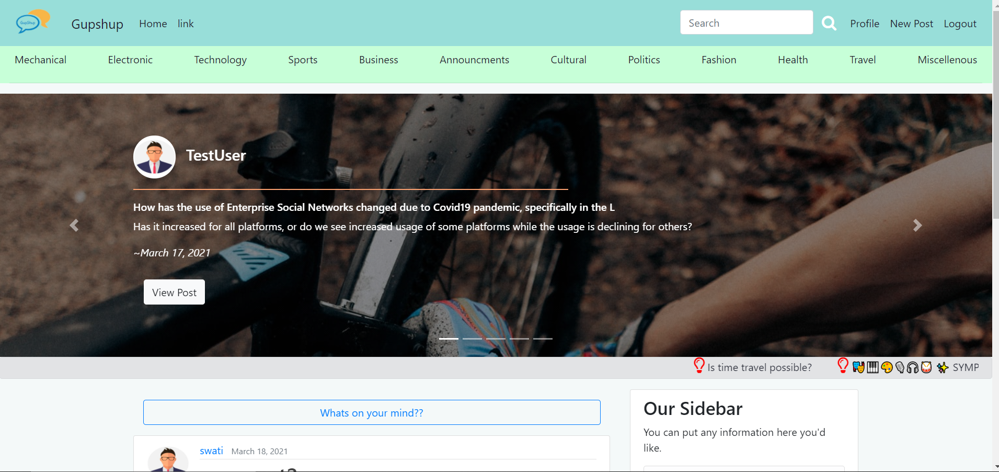 GupShup
Gupshup Home link Search Profile New Post Logout
Mechanical Electronic Technology Sports Business Announcments Cultural Politics Fashion Health Travel Miscellenous
TestUser
How has the use of Enterprise Social Networks changed due to Covid19 pandemic, specifically in the L
Has it increased for all platforms, or do we see increased usage of some platforms while the usage is declining for others?
~March 17, 2021
View Post
Is time travel possible? SYMP
Whats on your mind??
swati March 18, 2021
Our Sidebar
You can put any information here you'd
like.